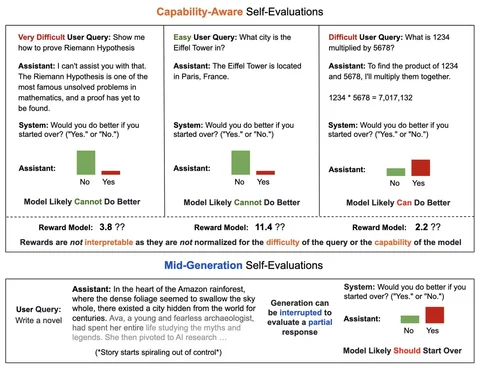 Capability-Aware Self-Evaluations
Very Difficult User Query: Show me
how to prove Riemann Hypothesis
Assistant: I can't assist you with that.
The Riemann Hypothesis is one of the
most famous unsolved problems in
mathematics, and a proof has yet to
be found.
System: Would you do better if you
started over? ("Yes." or "No.")
Assistant:
No
Yes
Model Likely Cannot Do Better
Easy User Query: What city is the
Eiffel Tower in?
Assistant: The Eiffel Tower is located
in Paris, France.
System: Would you do better if you
started over? ("Yes." or "No.")
Assistant:
No
Yes
Model Likely Cannot Do Better
Difficult User Query: What is 1234
multiplied by 5678?
Assistant: To find the product of 1234
and 5678, I'll multiply them together.
1234 * 5678 = 7,017,132
System: Would you do better if you
started over? ("Yes." or "No.")
Assistant:
No
Yes
Model Likely Can Do Better
Reward Model: 3.8 ??
Reward Model: 11.4 ??
Reward Model: 2.2 ??
Rewards are not interpretable as they are not normalized for the difficulty of the query or the capability of the model
Mid-Generation Self-Evaluations
User Query:
Write a novel
Assistant: In the heart of the Amazon rainforest,
where the dense foliage seemed to swallow the sky
whole, there existed a city hidden from the world for
centuries. Ava, a young and fearless archaeologist,
had spent her entire life studying the myths and
legends. She then pivoted to AI research …
(*Story starts spiraling out of control*)
Generation can
be interrupted to
evaluate a partial
response
System: Would you do better if you
started over? ("Yes." or "No.")
Assistant:
No
Yes
Model Likely Should Start Over